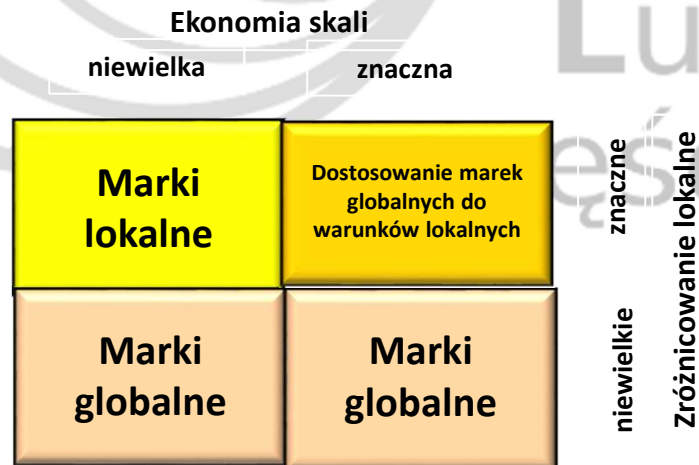 Ekonomia skali
niewielka
znaczna
Marki
lokalne
Dostosowanie marek
globalnych do
warunków lokalnych
znaczne
Zróżnicowanie lokalne
Marki
globalne
Marki
globalne
niewielkie